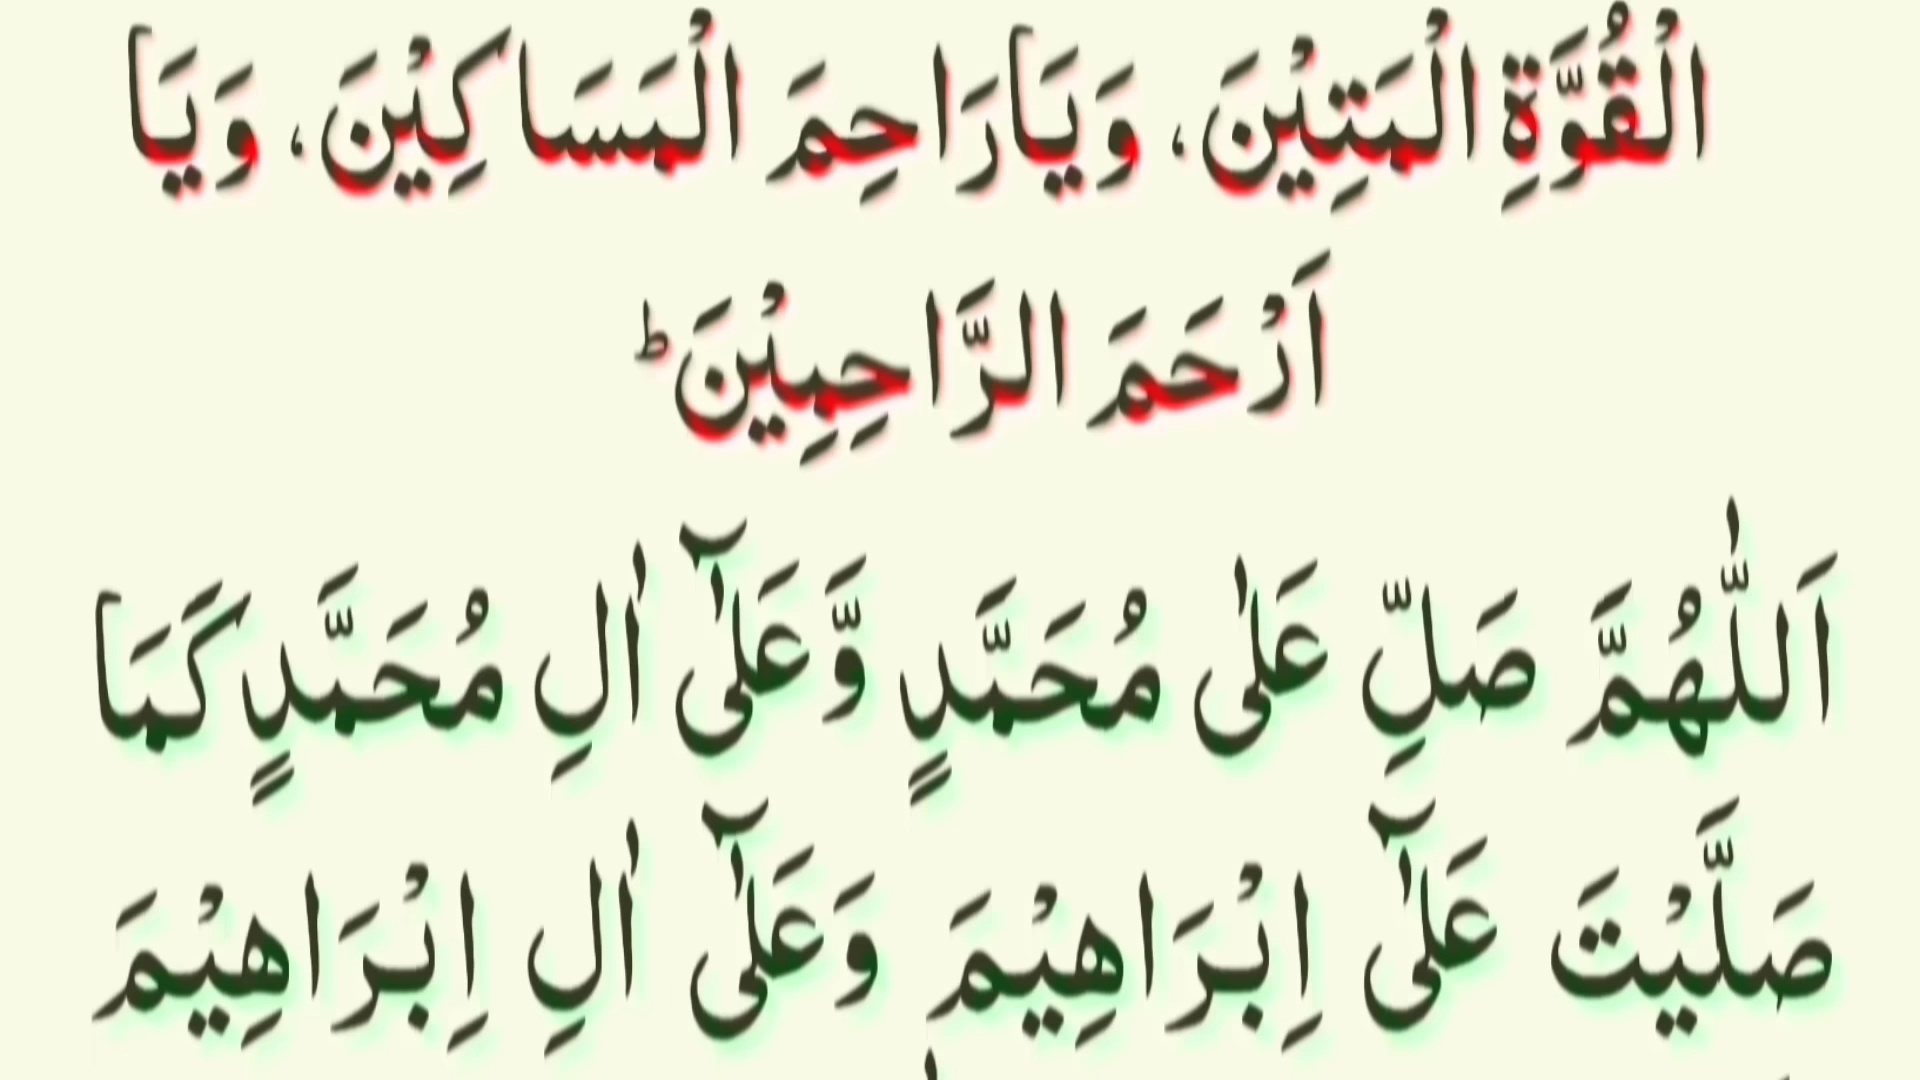 الْقُوَّةِ الْمَتِيْنَ، وَيَارَاحِمَ الْمَسَاكِيْنَ، وَيَا
اَرْحَمَ الرَّاحِمِيْنَ ؕ
اَللّٰهُمَّ صَلِّ عَلٰى مُحَمَّدٍ وَّعَلٰٓى اٰلِ مُحَمَّدٍ كَمَا
صَلَّيْتَ عَلٰٓى اِبْرَاهِيْمَ وَعَلٰٓى اٰلِ اِبْرَاهِيْمَ